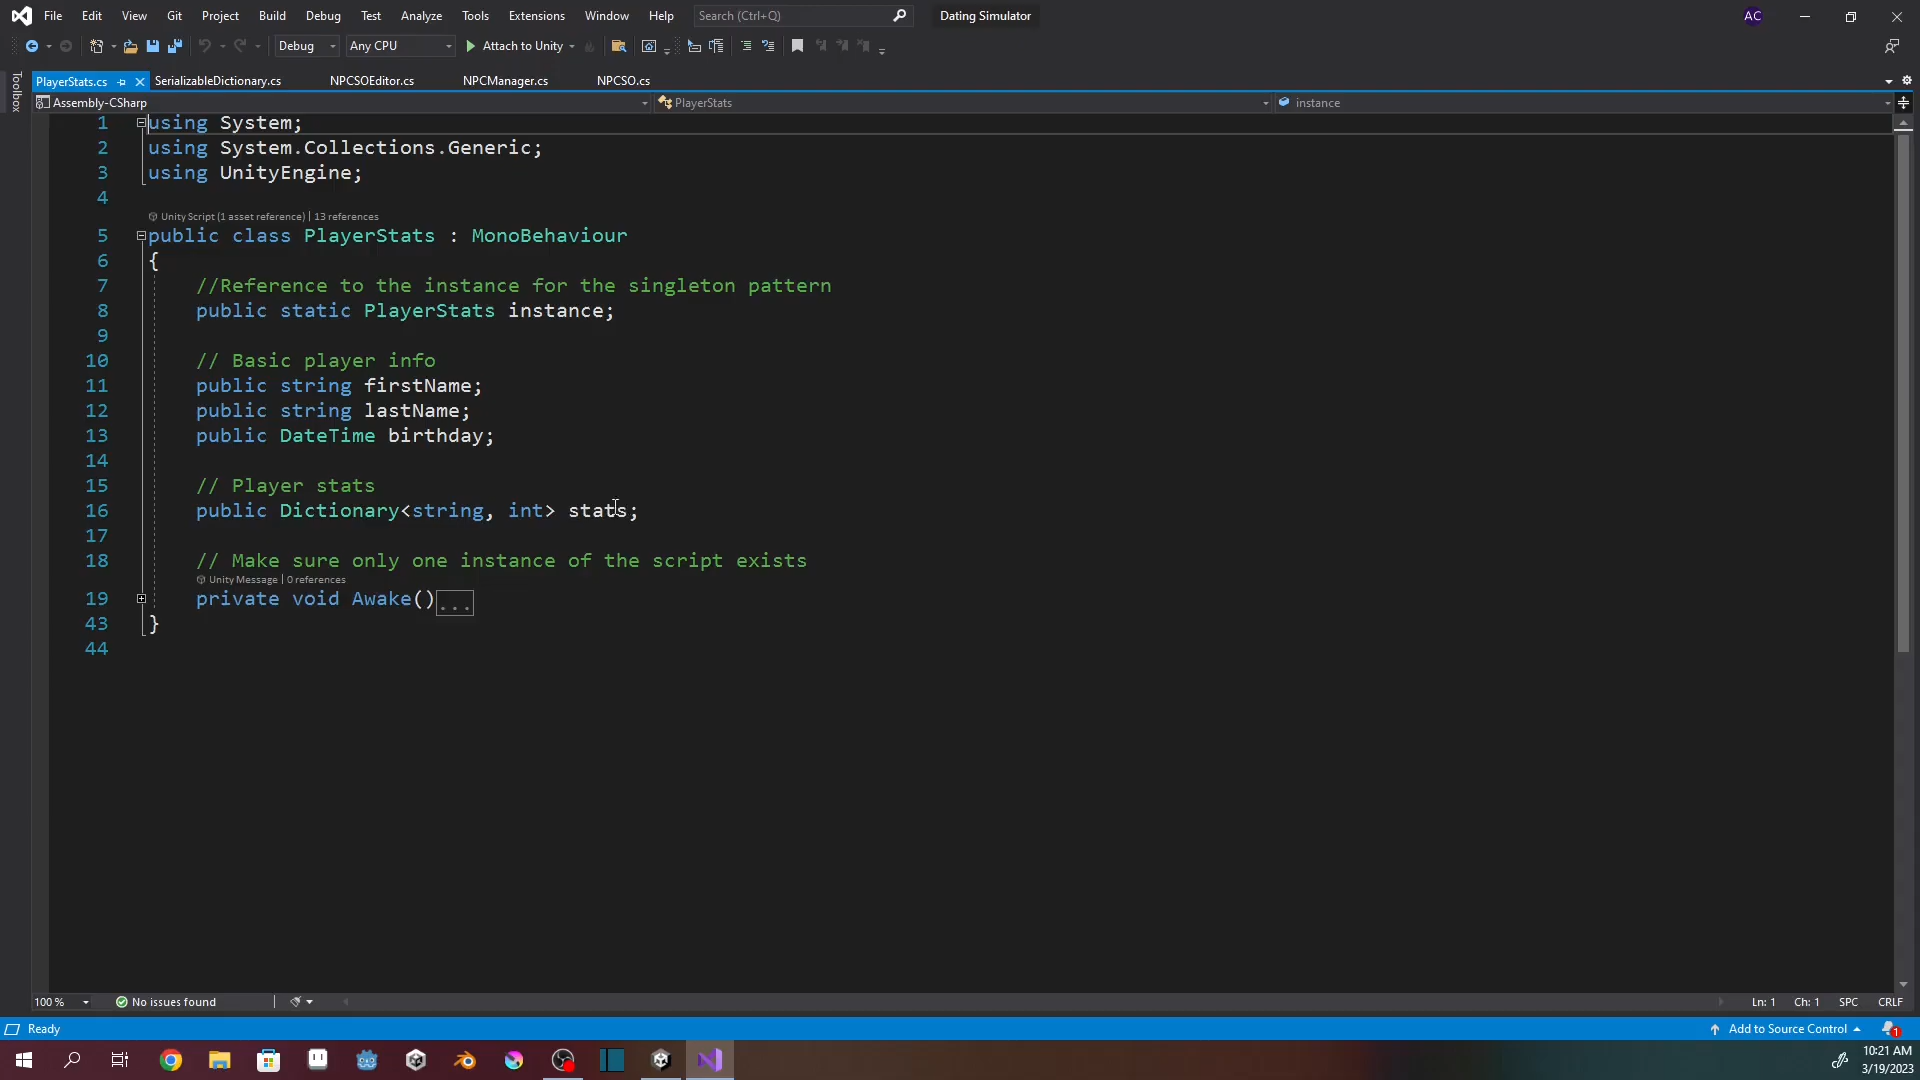 File Edit View Git Project Build Debug Test Analyze Tools Extensions Window Help Search (Ctrl+Q) Dating Simulator AC
Debug Any CPU Attach to Unity
Toolbox
PlayerStats.cs SerializableDictionary.cs NPCSOEditor.cs NPCManager.cs NPCSO.cs
Assembly-CSharp PlayerStats instance
1 using System;
2 using System.Collections.Generic;
3 using UnityEngine;
4
Unity Script (1 asset reference) | 13 references
5 public class PlayerStats : MonoBehaviour
6 {
7 //Reference to the instance for the singleton pattern
8 public static PlayerStats instance;
9
10 // Basic player info
11 public string firstName;
12 public string lastName;
13 public DateTime birthday;
14
15 // Player stats
16 public Dictionary<string, int> stats;
17
18 // Make sure only one instance of the script exists
Unity Message | 0 references
19 private void Awake()...
43 }
44
100 % No issues found Ln: 1 Ch: 1 SPC CRLF
Ready Add to Source Control 1
10:21 AM
3/19/2023